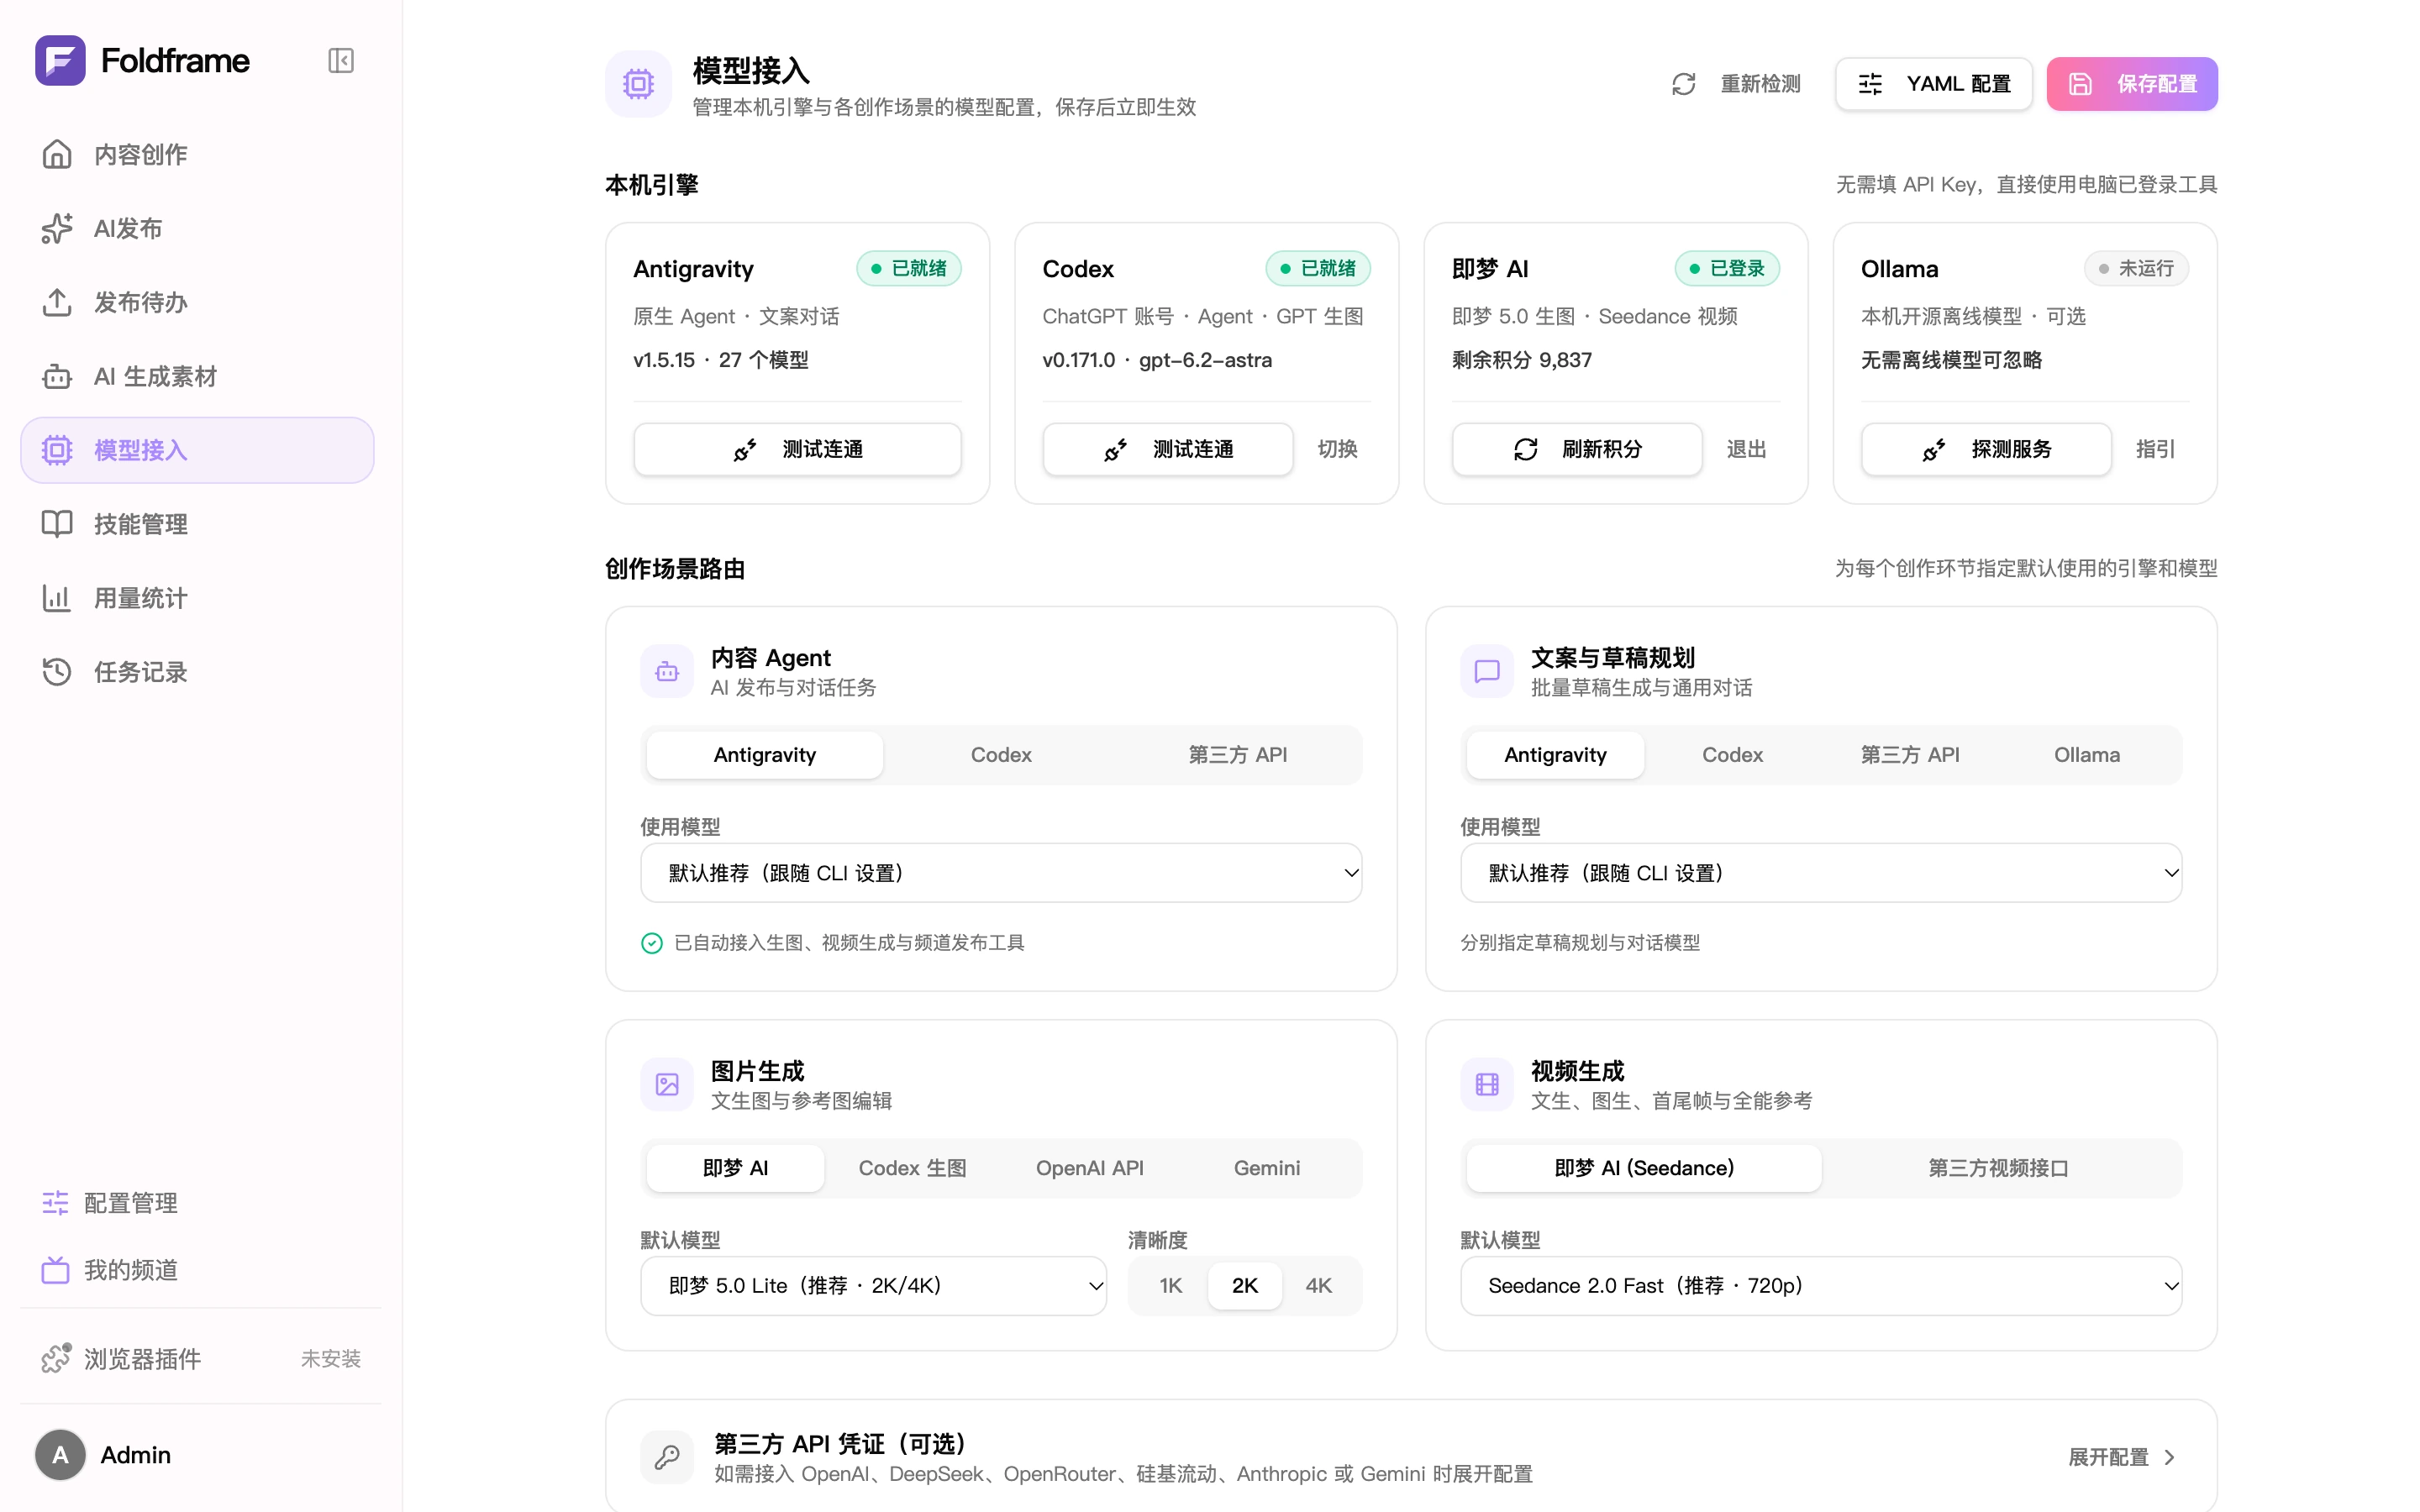 Foldframe
内容创作
AI发布
发布待办
AI 生成素材
模型接入
技能管理
用量统计
任务记录
配置管理
我的频道
浏览器插件 未安装
A Admin
模型接入
管理本机引擎与各创作场景的模型配置，保存后立即生效
重新检测
YAML 配置
保存配置
本机引擎
无需填 API Key，直接使用电脑已登录工具
Antigravity 已就绪
原生 Agent · 文案对话
v1.5.15 · 27 个模型
测试连通
Codex 已就绪
ChatGPT 账号 · Agent · GPT 生图
v0.171.0 · gpt-6.2-astra
测试连通 切换
即梦 AI 已登录
即梦 5.0 生图 · Seedance 视频
剩余积分 9,837
刷新积分 退出
Ollama 未运行
本机开源离线模型 · 可选
无需离线模型可忽略
探测服务 指引
创作场景路由
为每个创作环节指定默认使用的引擎和模型
内容 Agent
AI 发布与对话任务
Antigravity Codex 第三方 API
使用模型
默认推荐（跟随 CLI 设置）
已自动接入生图、视频生成与频道发布工具
文案与草稿规划
批量草稿生成与通用对话
Antigravity Codex 第三方 API Ollama
使用模型
默认推荐（跟随 CLI 设置）
分别指定草稿规划与对话模型
图片生成
文生图与参考图编辑
即梦 AI Codex 生图 OpenAI API Gemini
默认模型 清晰度
即梦 5.0 Lite（推荐 · 2K/4K） 1K 2K 4K
视频生成
文生、图生、首尾帧与全能参考
即梦 AI (Seedance) 第三方视频接口
默认模型
Seedance 2.0 Fast（推荐 · 720p）
第三方 API 凭证（可选）
如需接入 OpenAI、DeepSeek、OpenRouter、硅基流动、Anthropic 或 Gemini 时展开配置
展开配置